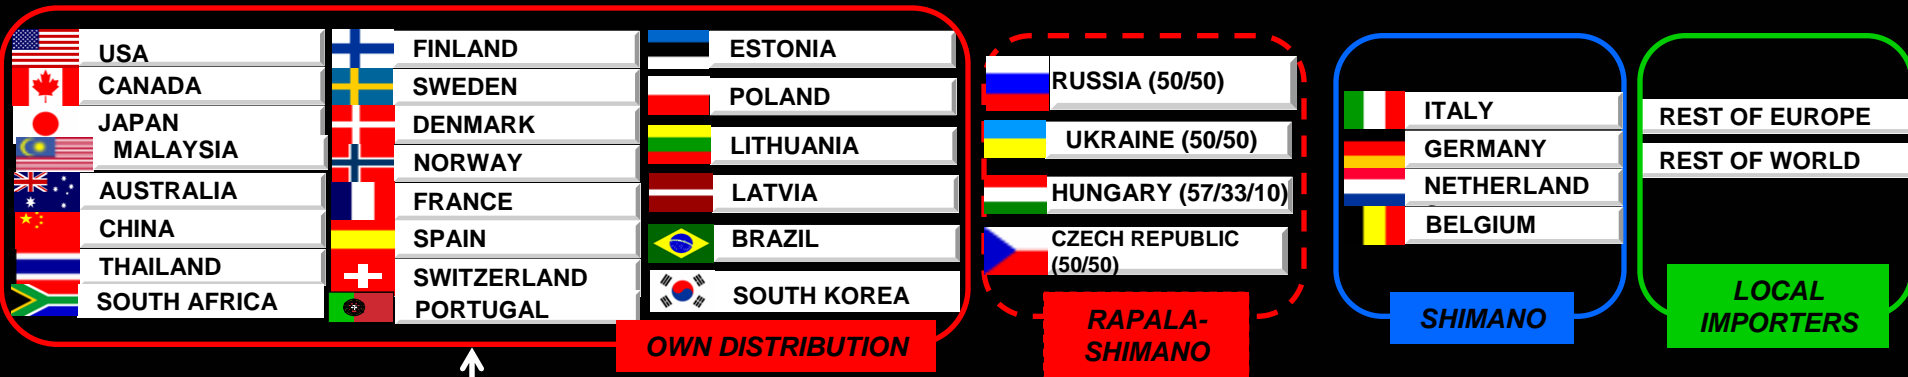 USA
CANADA
JAPAN
MALAYSIA
AUSTRALIA
CHINA
THAILAND
SOUTH AFRICA
FINLAND
SWEDEN
DENMARK
NORWAY
FRANCE
SPAIN
SWITZERLAND
PORTUGAL
ESTONIA
POLAND
LITHUANIA
LATVIA
BRAZIL
SOUTH KOREA
OWN DISTRIBUTION
RUSSIA (50/50)
UKRAINE (50/50)
HUNGARY (57/33/10)
CZECH REPUBLIC
(50/50)
RAPALA-
SHIMANO
ITALY
GERMANY
NETHERLAND
BELGIUM
SHIMANO
REST OF EUROPE
REST OF WORLD
LOCAL
IMPORTERS